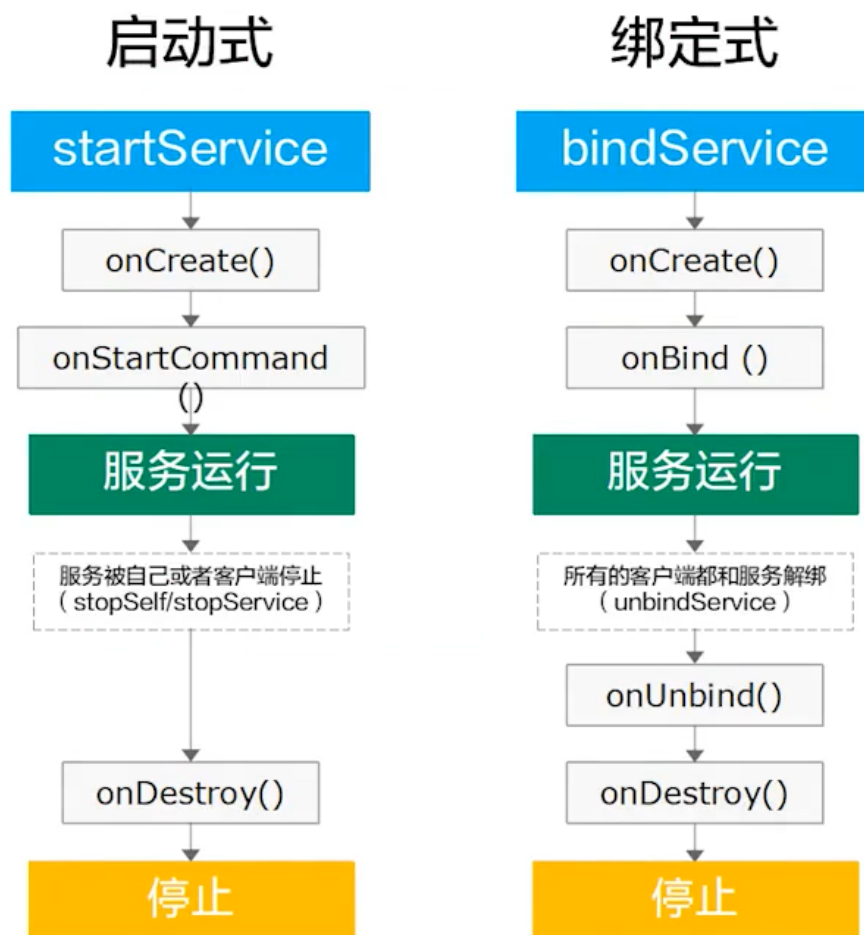 启动式
startService
onCreate()
onStartCommand
()
服务运行
服务被自己或者客户端停止
(stopSelf/stopService)
onDestroy()
停止
绑定式
bindService
onCreate()
onBind ()
服务运行
所有的客户端都和服务解绑
(unbindService)
onUnbind()
onDestroy()
停止